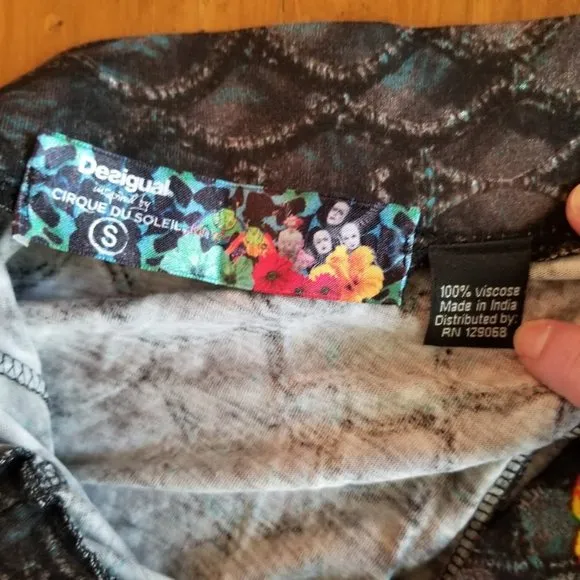 Desigual.
inspired by
CIRQUE DU SOLEIL
S
100% viscose
Made in India
Distributed by:
RN 129068